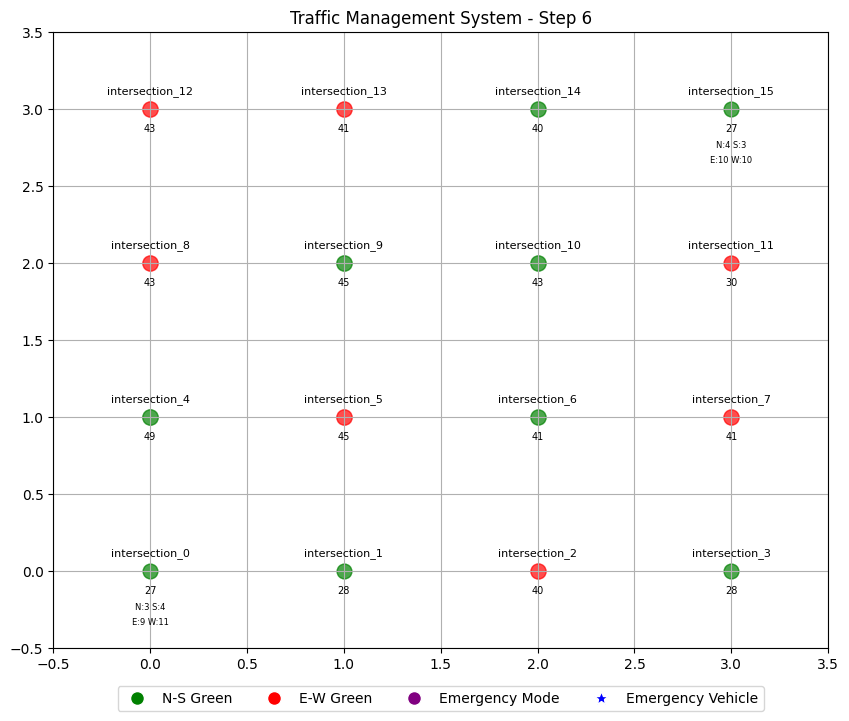 Traffic Management System - Step 6
3.5
intersection_12 intersection_13 intersection_14 intersection_15
3.0
43 41 40 27
N:4 S:3
E:10 W:10
2.5
intersection_8 intersection_9 intersection_10 intersection_11
2.0
43 45 43 30
1.5
intersection_4 intersection_5 intersection_6 intersection_7
1.0
49 45 41 41
0.5
intersection_0 intersection_1 intersection_2 intersection_3
0.0
27 28 40 28
N:3 S:4
E:9 W:11
−0.5
−0.5 0.0 0.5 1.0 1.5 2.0 2.5 3.0 3.5
N-S Green E-W Green Emergency Mode Emergency Vehicle